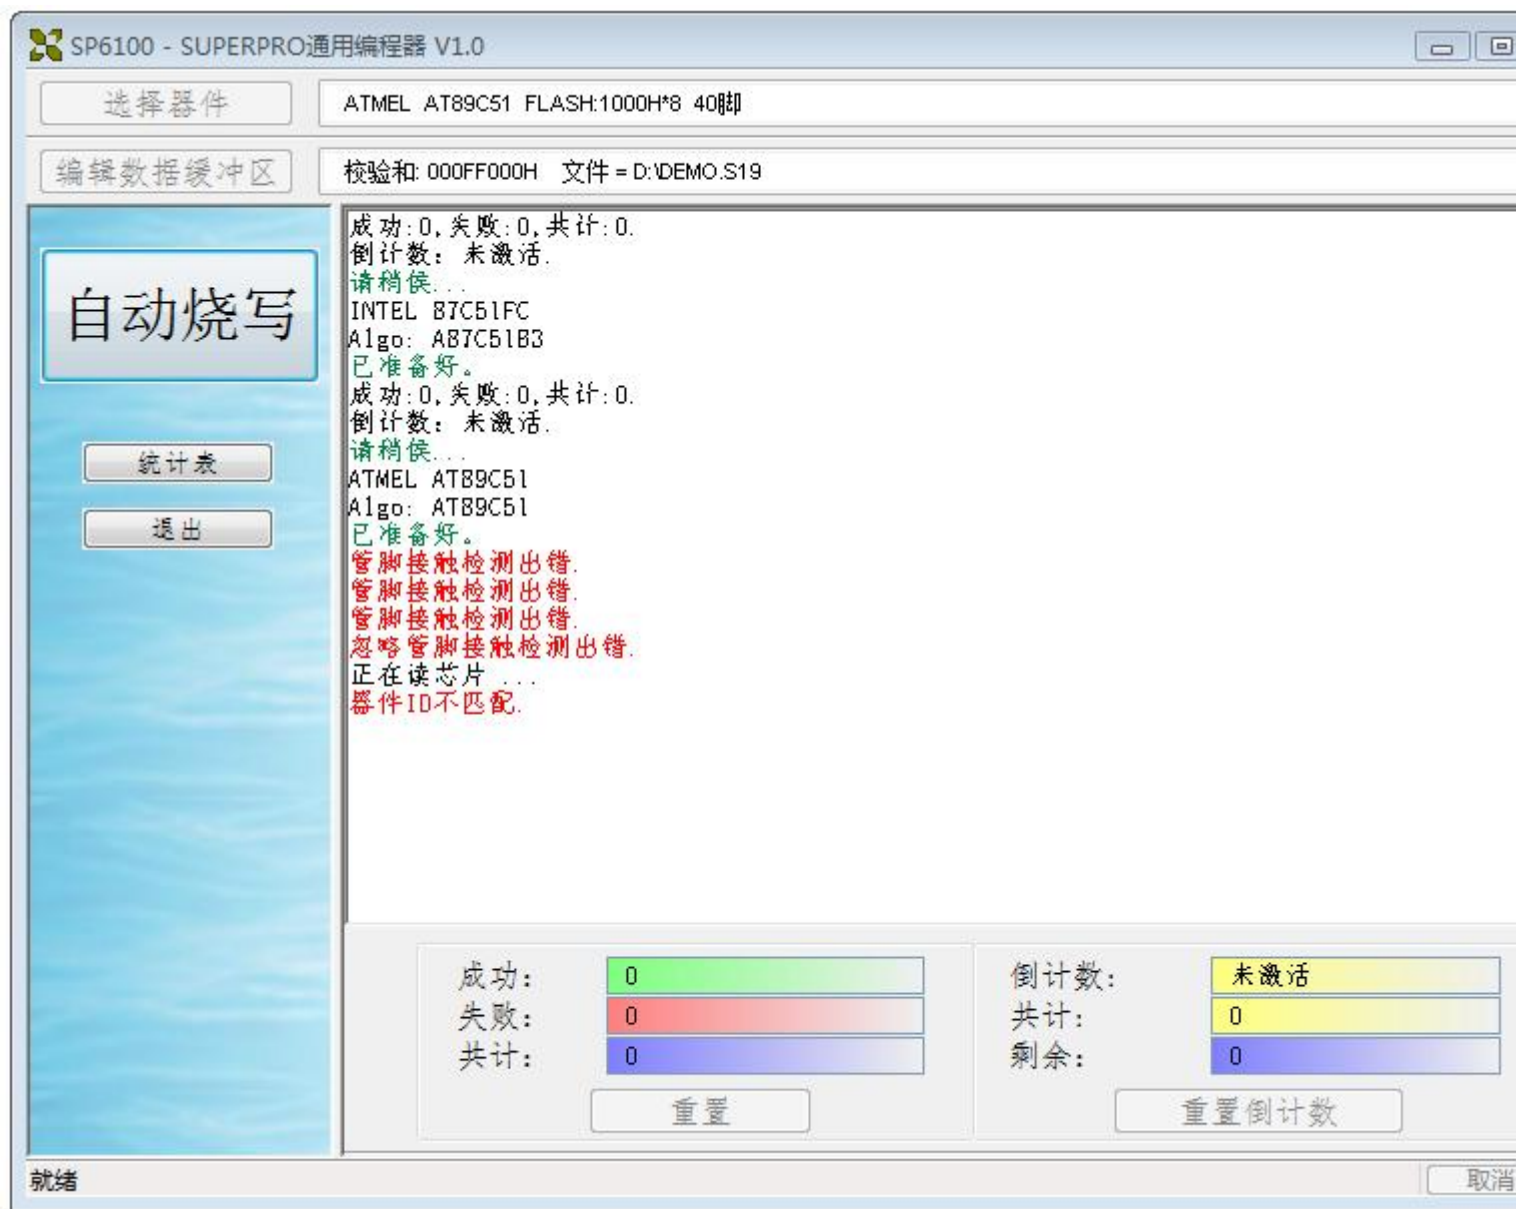 SP6100 - SUPERPRO通用编程器 V1.0
选择器件
ATMEL AT89C51 FLASH:1000H*8 40脚
编辑数据缓冲区
校验和: 000FF000H 文件 = D:\DEMO.S19
自动烧写
统计表
退出
成功:0,失败:0,共计:0.
倒计数: 未激活.
请稍侯...
INTEL 87C51FC
Algo: A87C51B3
已准备好。
成功:0,失败:0,共计:0.
倒计数: 未激活.
请稍侯...
ATMEL AT89C51
Algo: AT89C51
已准备好。
管脚接触检测出错.
管脚接触检测出错.
管脚接触检测出错.
忽略管脚接触检测出错.
正在读芯片 ...
器件ID不匹配.
成功: 0
失败: 0
共计: 0
重置
倒计数: 未激活
共计: 0
剩余: 0
重置倒计数
就绪
取消